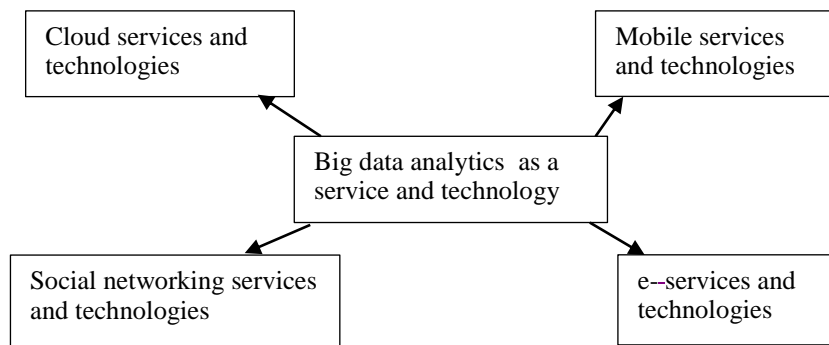 Cloud services and
technologies
Mobile services
and technologies
Big data analytics as a
service and technology
Social networking services
and technologies
e--services and
technologies